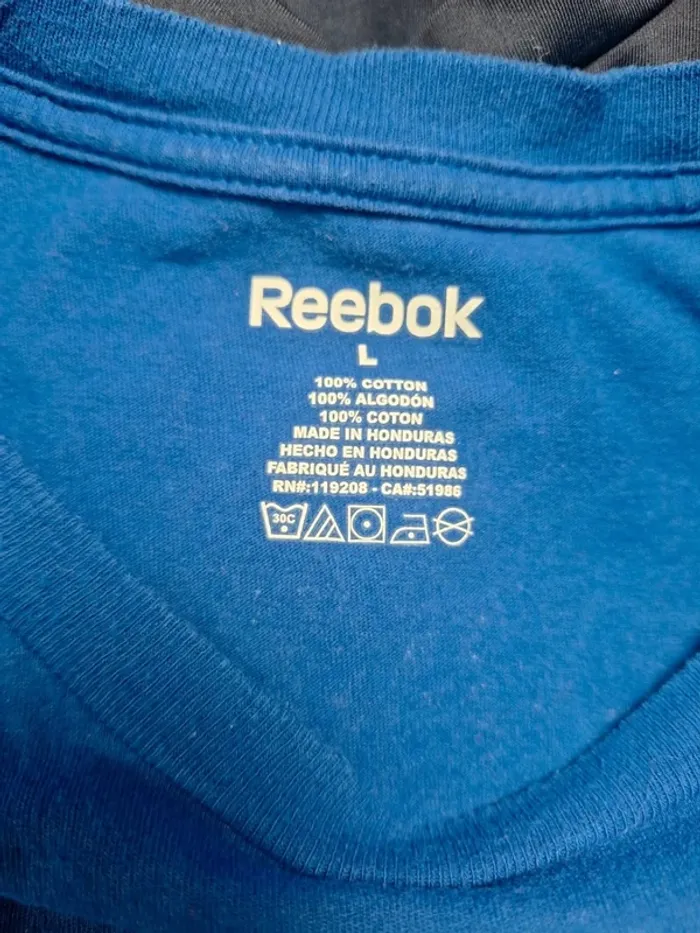 Reebok
L
100% COTTON
100% ALGODÓN
100% COTON
MADE IN HONDURAS
HECHO EN HONDURAS
FABRIQUÉ AU HONDURAS
RN#:119208 - CA#:51986
30C